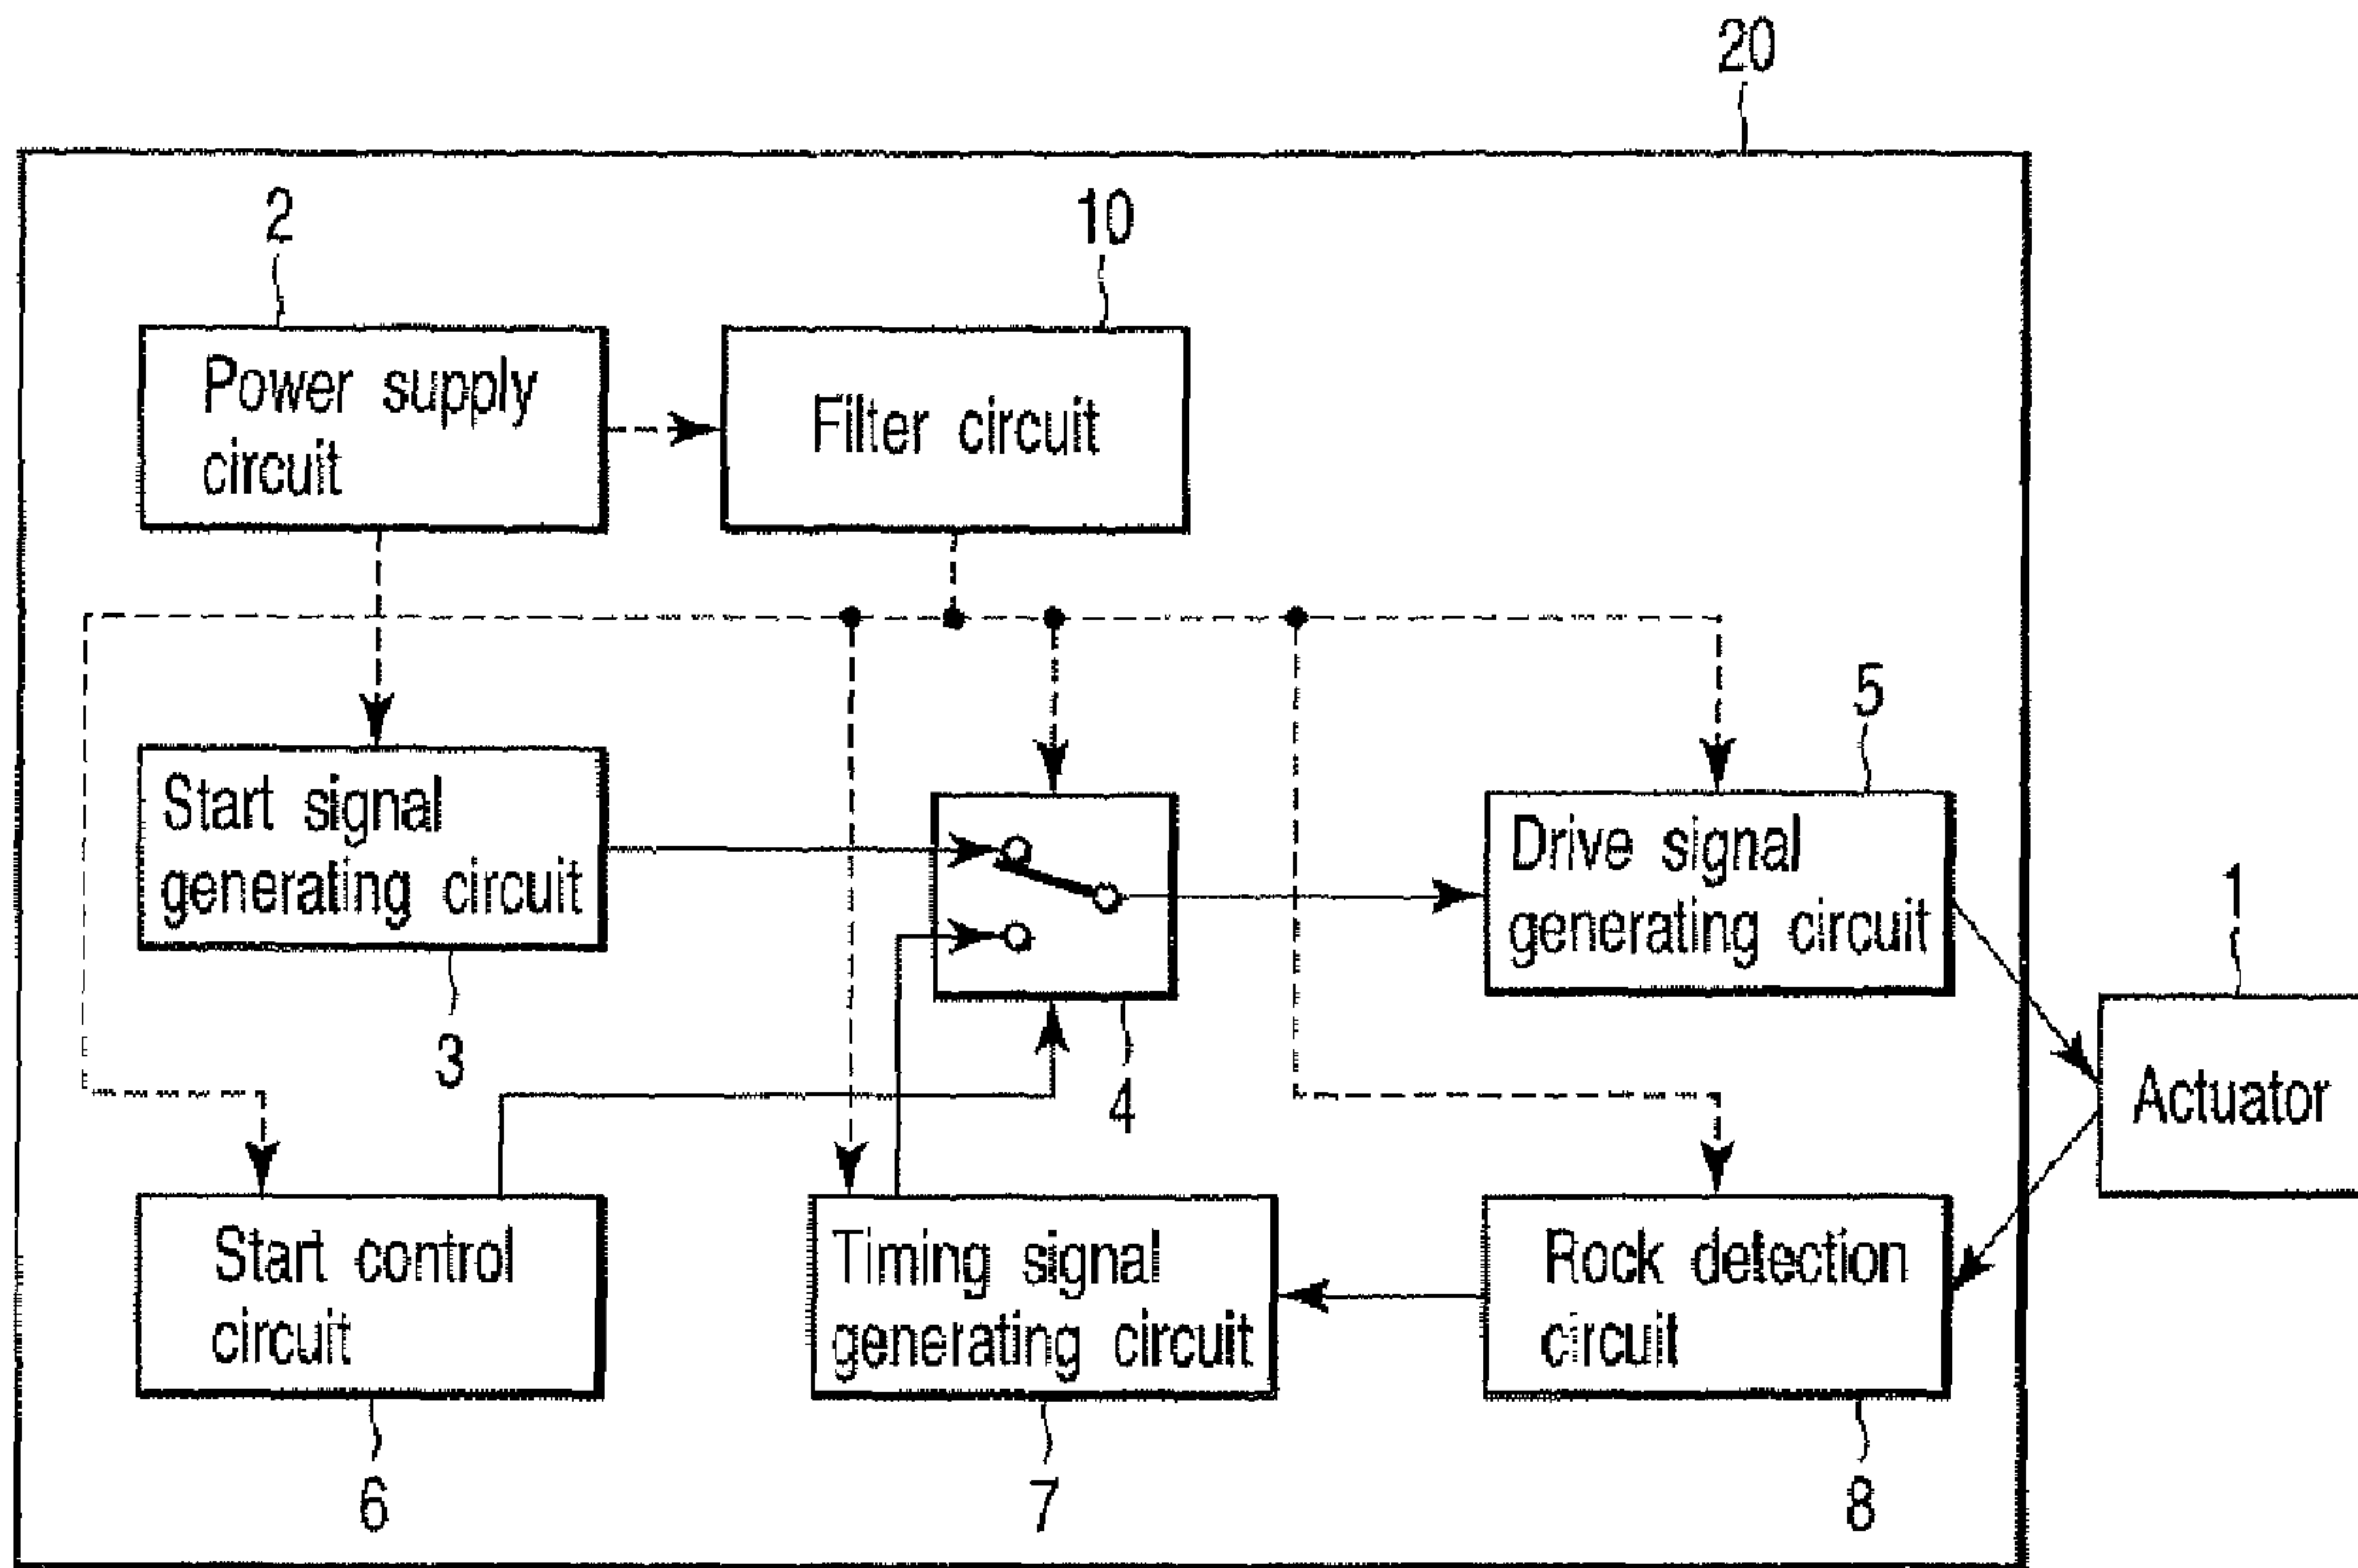 20
2
10
Power supply
circuit
Filter circuit
5
Start signal
generating circuit
Drive signal
generating circuit
1
3
4
Actuator
Start control
circuit
Timing signal
generating circuit
Rock detection
circuit
6
7
8